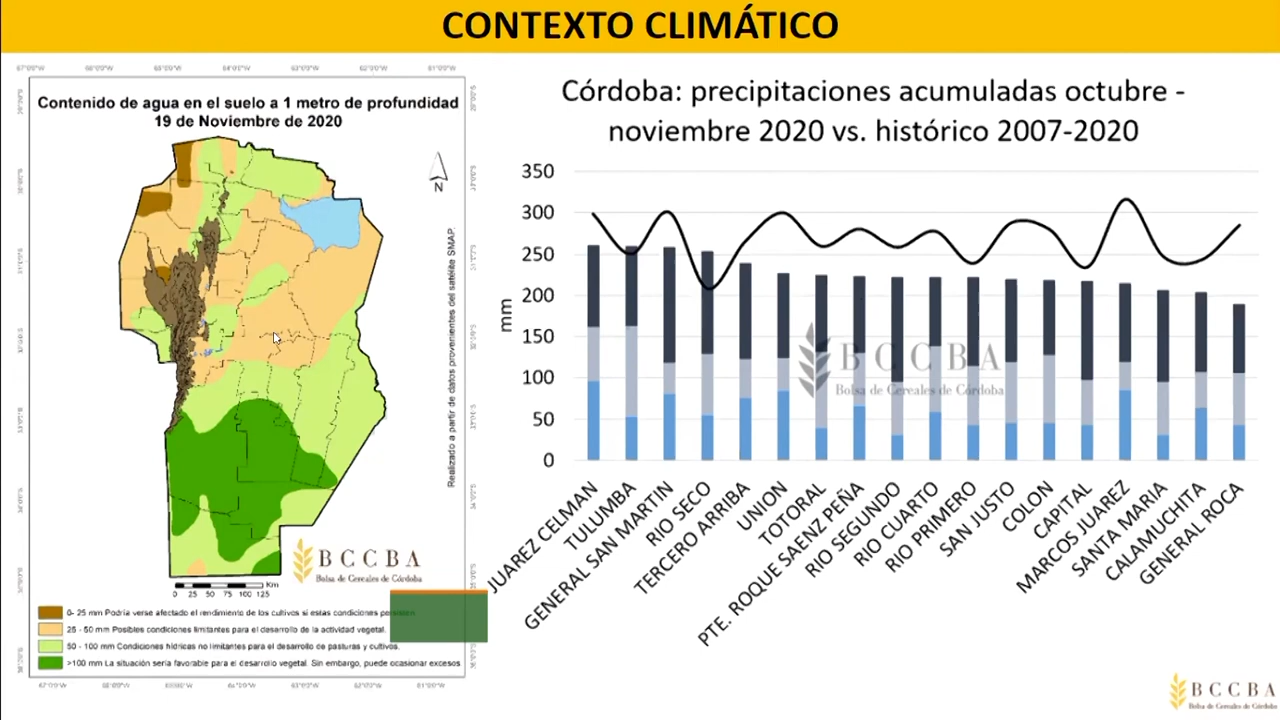 CONTEXTO CLIMÁTICO
Contenido de agua en el suelo a 1 metro de profundidad
19 de Noviembre de 2020
N
Realizado a partir de datos provenientes del satélite SMAP.
BCCBA
Bolsa de Cereales de Córdoba
Km
0 25 50 75 100 125
0- 25 mm Podría verse afectado el rendimiento de los cultivos si estas condiciones
25 - 50 mm Posibles condiciones limitantes para el desarrollo de la actividad vegetal.
50 - 100 mm Condiciones hídricas no limitantes para el desarrollo de pasturas y cultivos.
>100 mm La situación sería favorable para el desarrollo vegetal. Sin embargo, puede ocasionar excesos
Córdoba: precipitaciones acumuladas octubre -
noviembre 2020 vs. histórico 2007-2020
350
300
250
200
150
100
50
0
mm
BCCBA
Bolsa de Cereales de Córdoba
JUAREZ CELMAN
TULUMBA
GENERAL SAN MARTIN
RIO SECO
TERCERO ARRIBA
UNION
TOTORAL
PTE. ROQUE SAENZ PEÑA
RIO SEGUNDO
RIO CUARTO
RIO PRIMERO
SAN JUSTO
COLON
CAPITAL
MARCOS JUAREZ
SANTA MARIA
CALAMUCHITA
GENERAL ROCA
BCCBA
Bolsa de Cereales de Córdoba